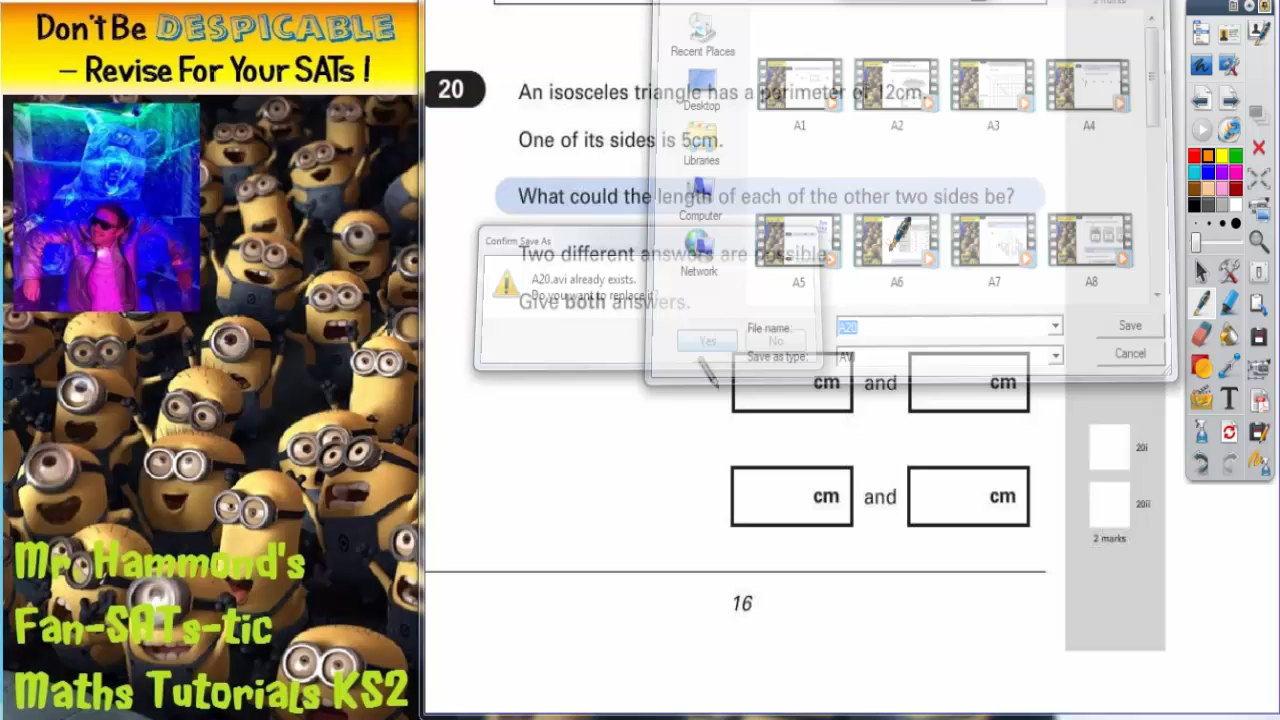 Don't Be DESPICABLE
– Revise For Your SATs !
Mr. Hammond's
Fan-SATs-tic
Maths Tutorials KS2
20
An isosceles triangle has a perimeter of 12cm.
One of its sides is 5cm.
What could the length of each of the other two sides be?
Two different answers are possible.
Give both answers.
cm and cm
cm and cm
16
2 marks
20i
20ii
2 marks
Confirm Save As
A20.avi already exists.
Do you want to replace it?
Yes
No
Recent Places
Desktop
Libraries
Computer
Network
A1
A2
A3
A4
A5
A6
A7
A8
File name:
A20
Save
Save as type:
AVI
Cancel